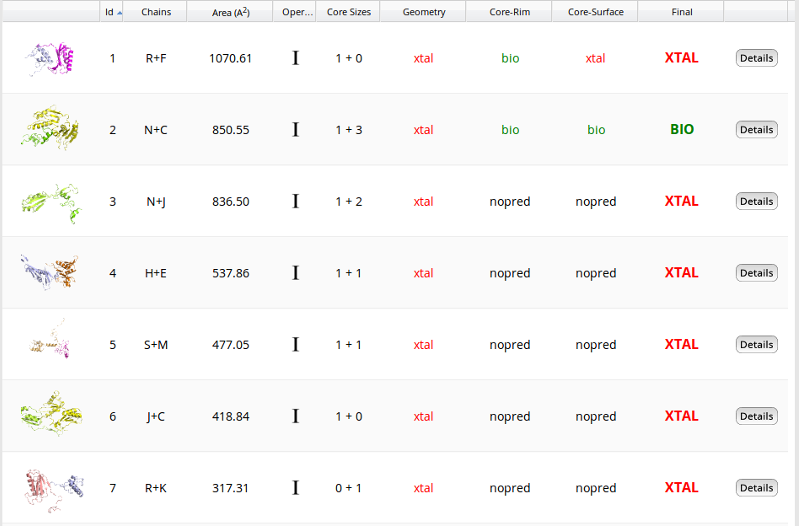 Id Chains Area (Å2) Oper... Core Sizes Geometry Core-Rim Core-Surface Final
1 R+F 1070.61 I 1 + 0 xtal bio xtal XTAL Details
2 N+C 850.55 I 1 + 3 xtal bio bio BIO Details
3 N+J 836.50 I 1 + 2 xtal nopred nopred XTAL Details
4 H+E 537.86 I 1 + 1 xtal nopred nopred XTAL Details
5 S+M 477.05 I 1 + 1 xtal nopred nopred XTAL Details
6 J+C 418.84 I 1 + 0 xtal nopred nopred XTAL Details
7 R+K 317.31 I 0 + 1 xtal nopred nopred XTAL Details